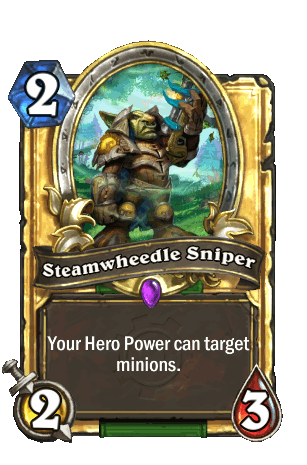 2
Steamwheedle Sniper
Your Hero Power can target
minions.
2
3